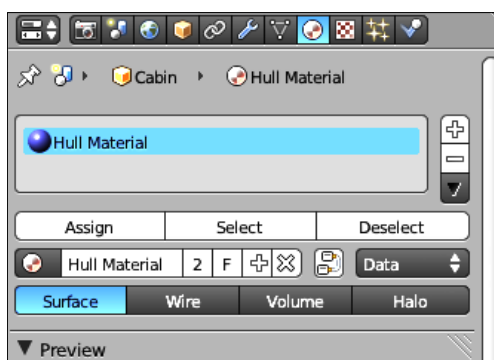 Cabin Hull Material
Hull Material
Assign Select Deselect
Hull Material 2 F Data
Surface Wire Volume Halo
Preview